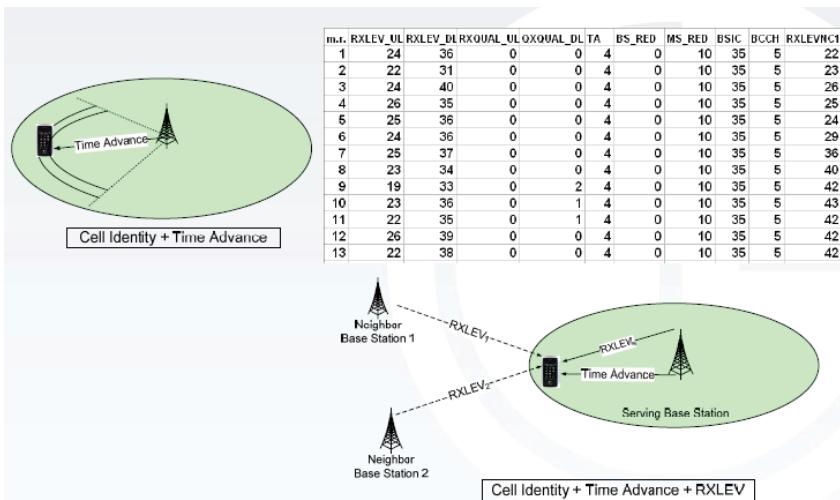 m.r. RXLEV_UL RXLEV_DL RXQUAL_UL QXQUAL_DL TA BS_RED MS_RED BSIC BCCH RXLEVNC1
1 24 36 0 0 4 0 10 35 5 22
2 22 31 0 0 4 0 10 35 5 23
3 24 40 0 0 4 0 10 35 5 26
4 26 35 0 0 4 0 10 35 5 25
5 25 36 0 0 4 0 10 35 5 24
6 24 36 0 0 4 0 10 35 5 29
7 25 37 0 0 4 0 10 35 5 36
8 23 34 0 0 4 0 10 35 5 40
9 19 33 0 2 4 0 10 35 5 42
10 23 36 0 1 4 0 10 35 5 43
11 22 35 0 1 4 0 10 35 5 42
12 26 39 0 0 4 0 10 35 5 42
13 22 38 0 0 4 0 10 35 5 42
Time Advance
Cell Identity + Time Advance
Neighbor
Base Station 1
RXLEV1
RXLEV
Time Advance
RXLEV2
Serving Base Station
Neighbor
Base Station 2
Cell Identity + Time Advance + RXLEV